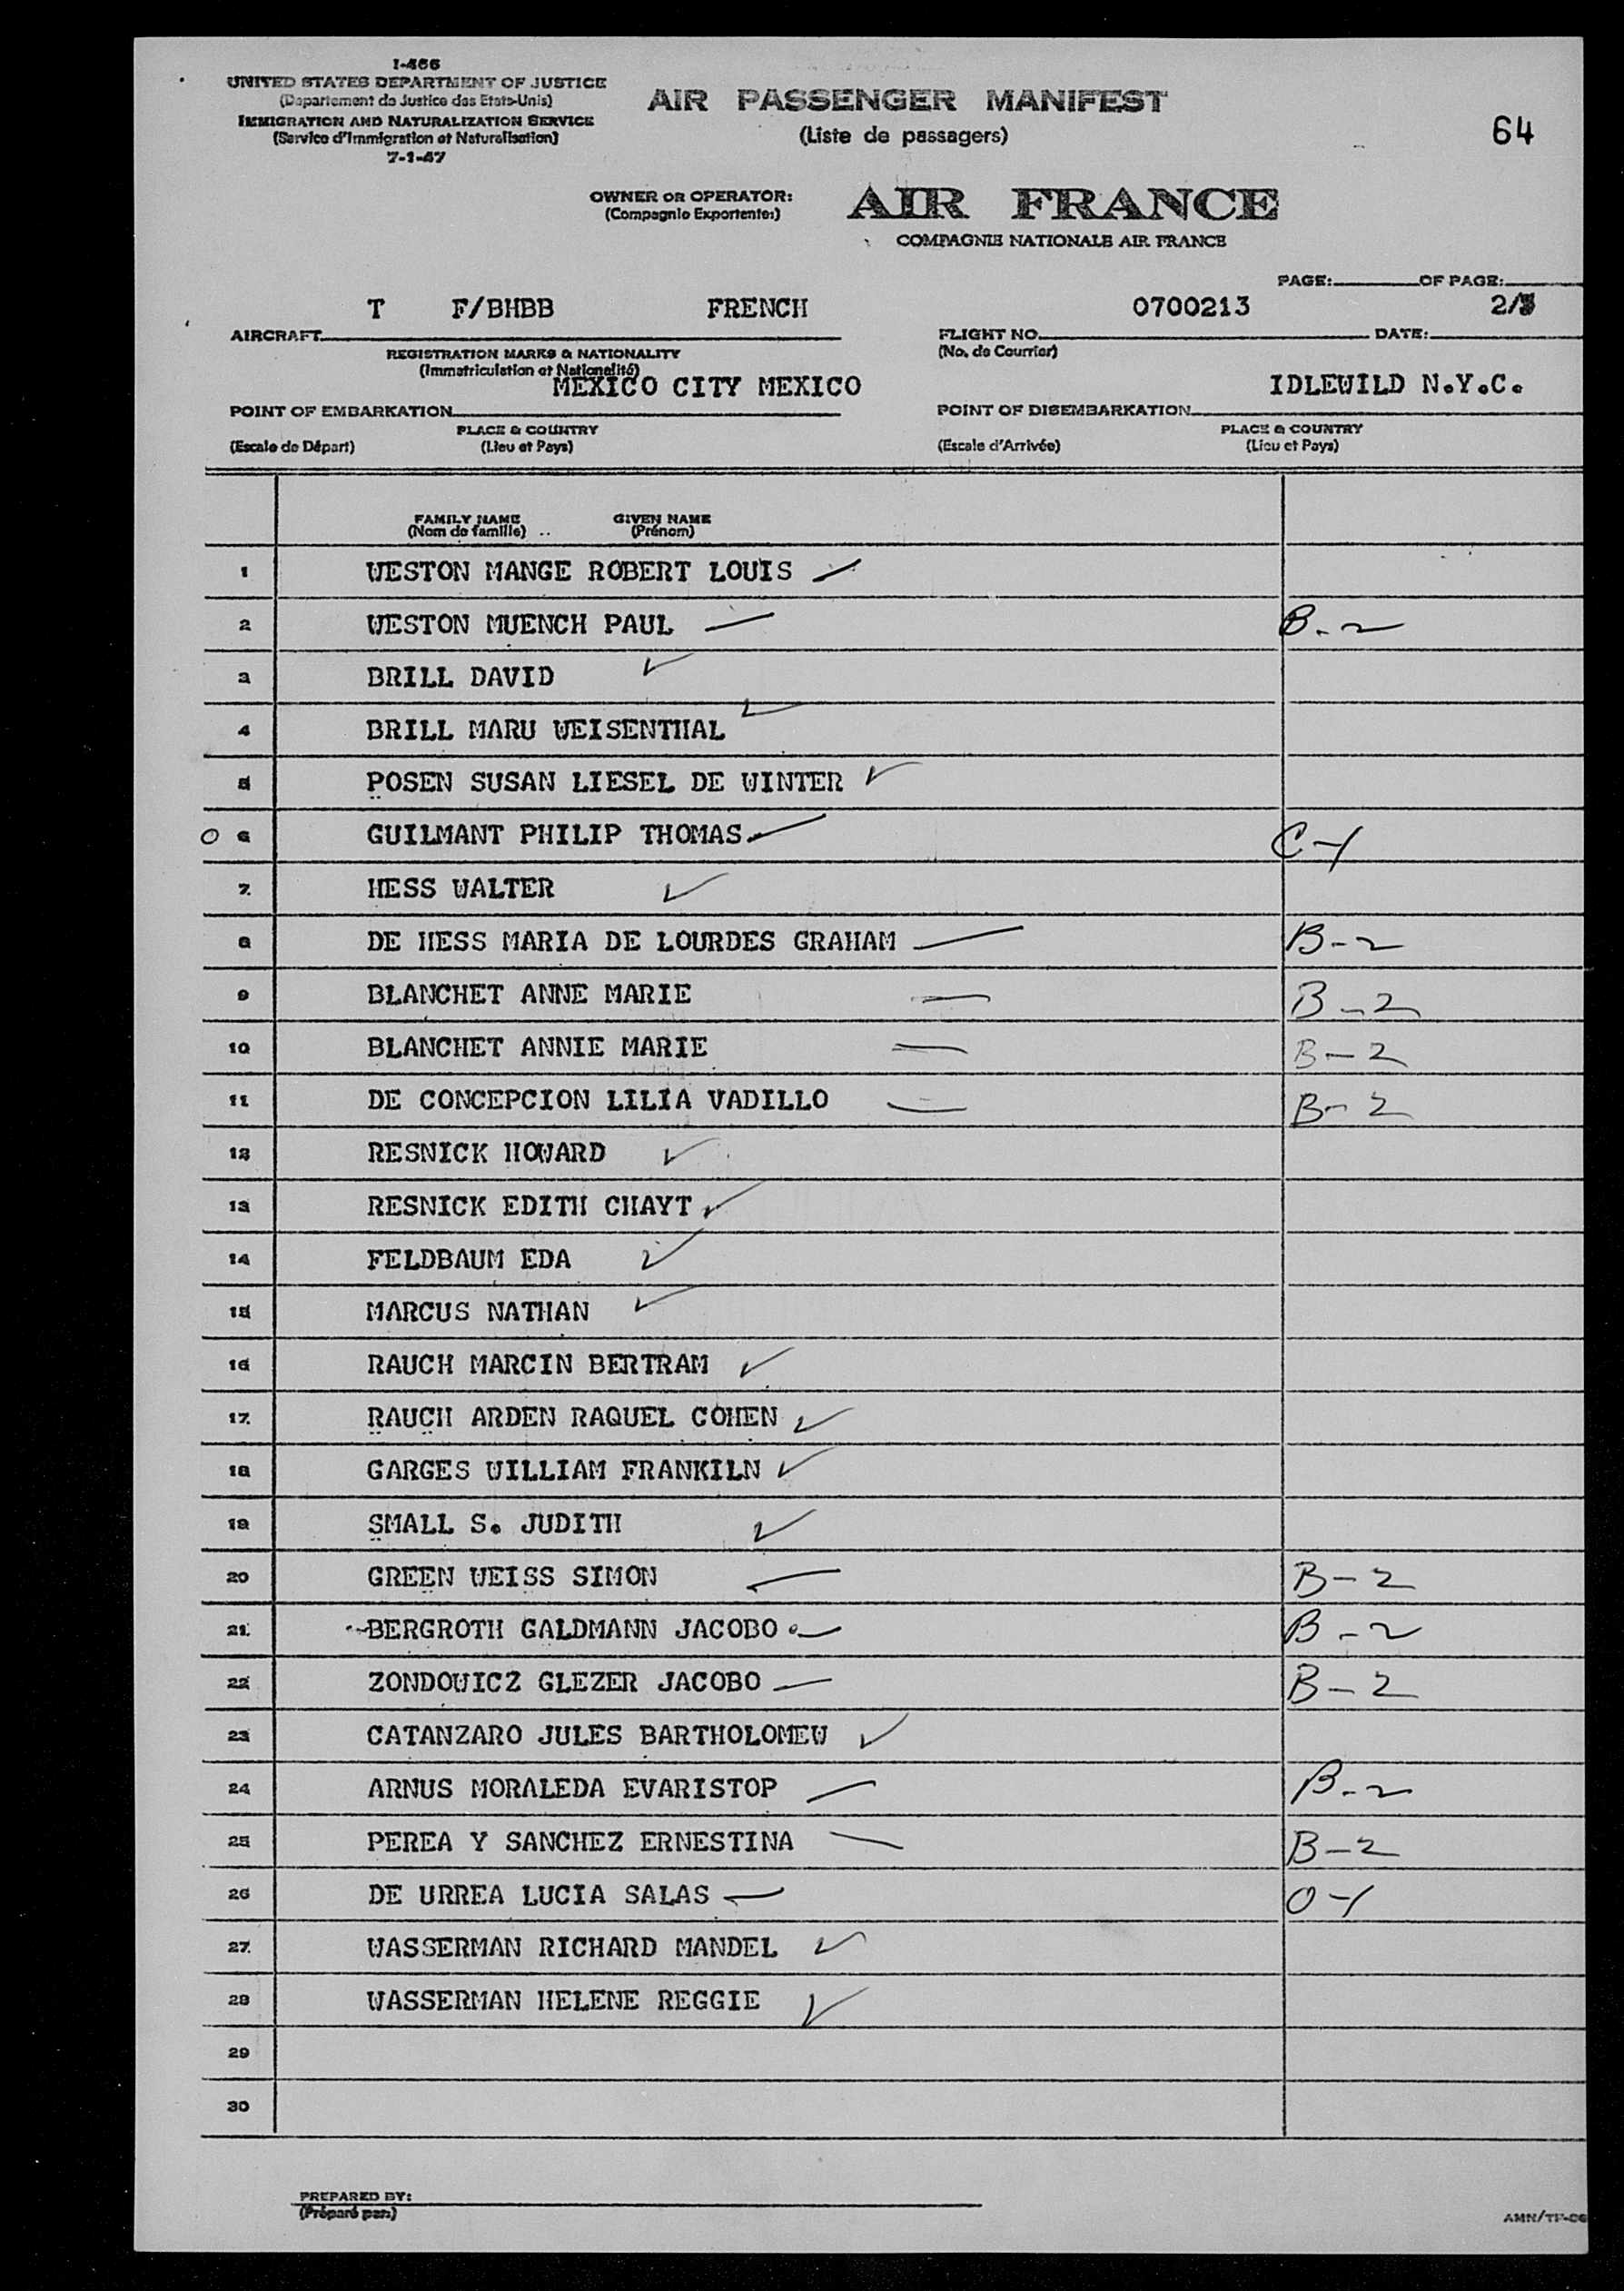 I-466
UNITED STATES DEPARTMENT OF JUSTICE
(Departement de Justice des Etats-Unis)
IMMIGRATION AND NATURALIZATION SERVICE
(Service d'Immigration et Naturalisation)
7-1-47
AIR PASSENGER MANIFEST
(Liste de passagers)
64
OWNER OR OPERATOR: AIR FRANCE
(Compagnie Exportente:)
COMPAGNIE NATIONALE AIR FRANCE
PAGE: OF PAGE:
T F/BHBB FRENCH 0700213 2/
AIRCRAFT FLIGHT NO. DATE:
REGISTRATION MARKS & NATIONALITY (No. de Courrier)
(Immatriculation et Nationalité)
MEXICO CITY MEXICO IDLEWILD N.Y.C.
POINT OF EMBARKATION POINT OF DISEMBARKATION
PLACE & COUNTRY PLACE & COUNTRY
(Escale de Départ) (Lieu et Pays) (Escale d'Arrivée) (Lieu et Pays)
FAMILY NAME GIVEN NAME
(Nom de famille) (Prénom)
1 WESTON MANGE ROBERT LOUIS
2 WESTON MUENCH PAUL B-2
3 BRILL DAVID
4 BRILL MARU WEISENTHAL
5 POSEN SUSAN LIESEL DE WINTER
O 6 GUILMANT PHILIP THOMAS C-1
7 HESS WALTER
8 DE HESS MARIA DE LOURDES GRAHAM B-2
9 BLANCHET ANNE MARIE B-2
10 BLANCHET ANNIE MARIE B-2
11 DE CONCEPCION LILIA VADILLO B-2
12 RESNICK HOWARD
13 RESNICK EDITH CHAYT
14 FELDBAUM EDA
15 MARCUS NATHAN
16 RAUCH MARCIN BERTRAM
17 RAUCH ARDEN RAQUEL COHEN
18 GARGES WILLIAM FRANKILN
19 SMALL S. JUDITH
20 GREEN WEISS SIMON B-2
21 BERGROTH GALDMANN JACOBO B-2
22 ZONDOWICZ GLEZER JACOBO B-2
23 CATANZARO JULES BARTHOLOMEW
24 ARNUS MORALEDA EVARISTOP B-2
25 PEREA Y SANCHEZ ERNESTINA B-2
26 DE URREA LUCIA SALAS O-1
27 WASSERMAN RICHARD MANDEL
28 WASSERMAN HELENE REGGIE
29
30
PREPARED BY:
(Préparé par:)